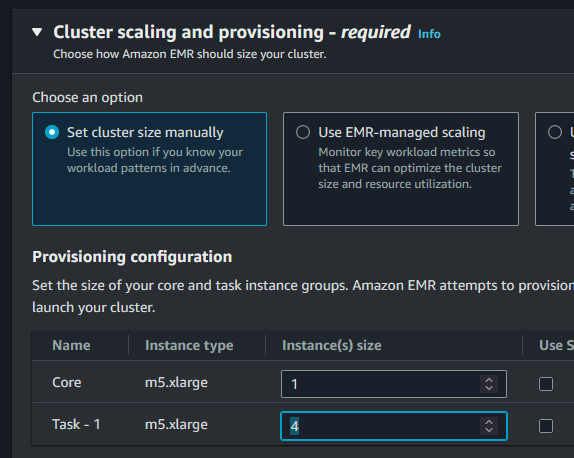 Cluster scaling and provisioning - required Info
Choose how Amazon EMR should size your cluster.
Choose an option
Set cluster size manually
Use this option if you know your
workload patterns in advance.
Use EMR-managed scaling
Monitor key workload metrics so
that EMR can optimize the cluster
size and resource utilization.
Provisioning configuration
Set the size of your core and task instance groups. Amazon EMR attempts to provision
launch your cluster.
Name Instance type Instance(s) size Use
Core m5.xlarge 1
Task - 1 m5.xlarge 4